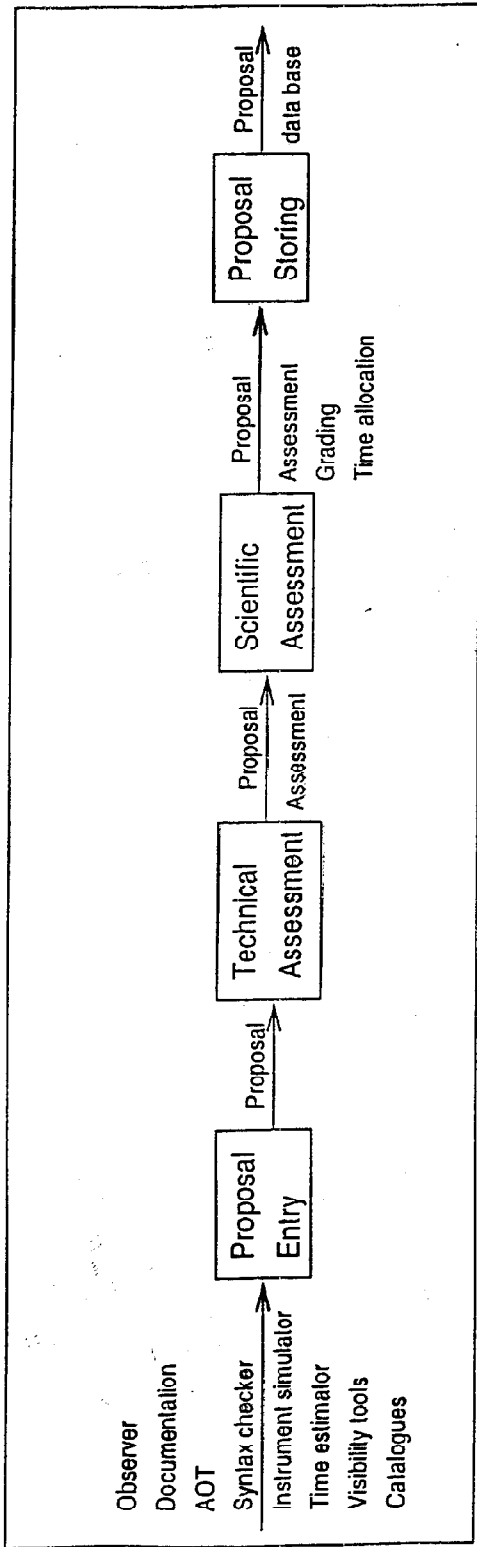 Observer
Documentation
AOT
Syntax checker
Instrument simulator
Time estimator
Visibility tools
Catalogues
Proposal
Entry
Proposal
Technical
Assessment
Proposal
Assessment
Scientific
Assessment
Proposal
Assessment
Grading
Time allocation
Proposal
Storing
Proposal
data base